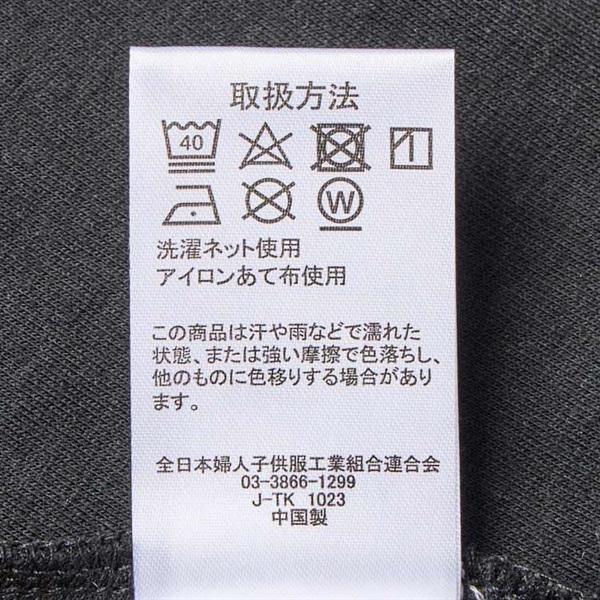 取扱方法
40
W
洗濯ネット使用
アイロンあて布使用
この商品は汗や雨などで濡れた
状態、または強い摩擦で色落ちし、
他のものに色移りする場合があり
ます。
全日本婦人子供服工業組合連合会
03-3866-1299
J-TK 1023
中国製